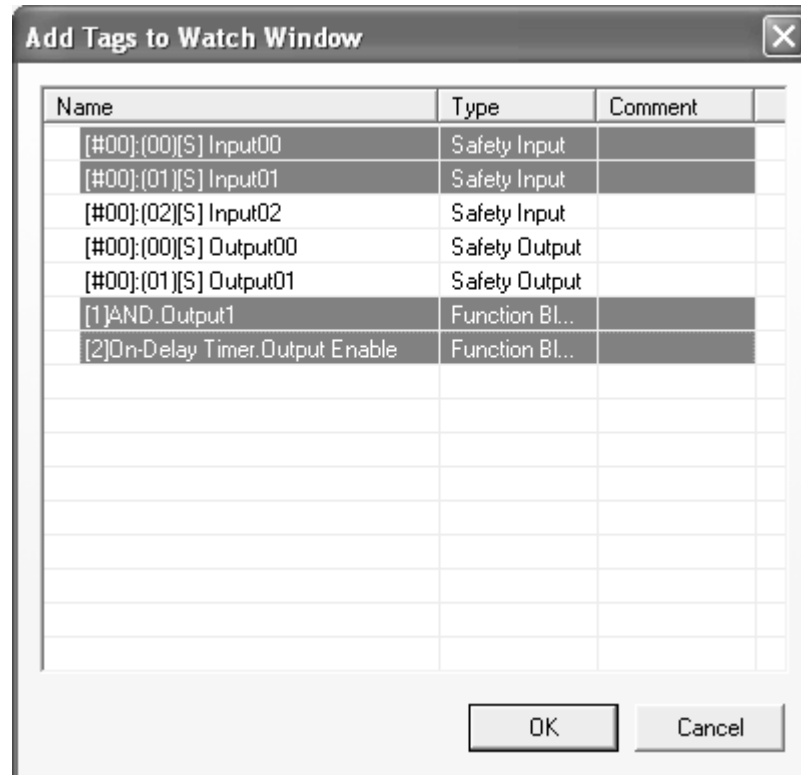 Add Tags to Watch Window
Name Type Comment
[#00]:(00)[S] Input00 Safety Input
[#00]:(01)[S] Input01 Safety Input
[#00]:(02)[S] Input02 Safety Input
[#00]:(00)[S] Output00 Safety Output
[#00]:(01)[S] Output01 Safety Output
[1]AND.Output1 Function Bl...
[2]On-Delay Timer.Output Enable Function Bl...
OK Cancel